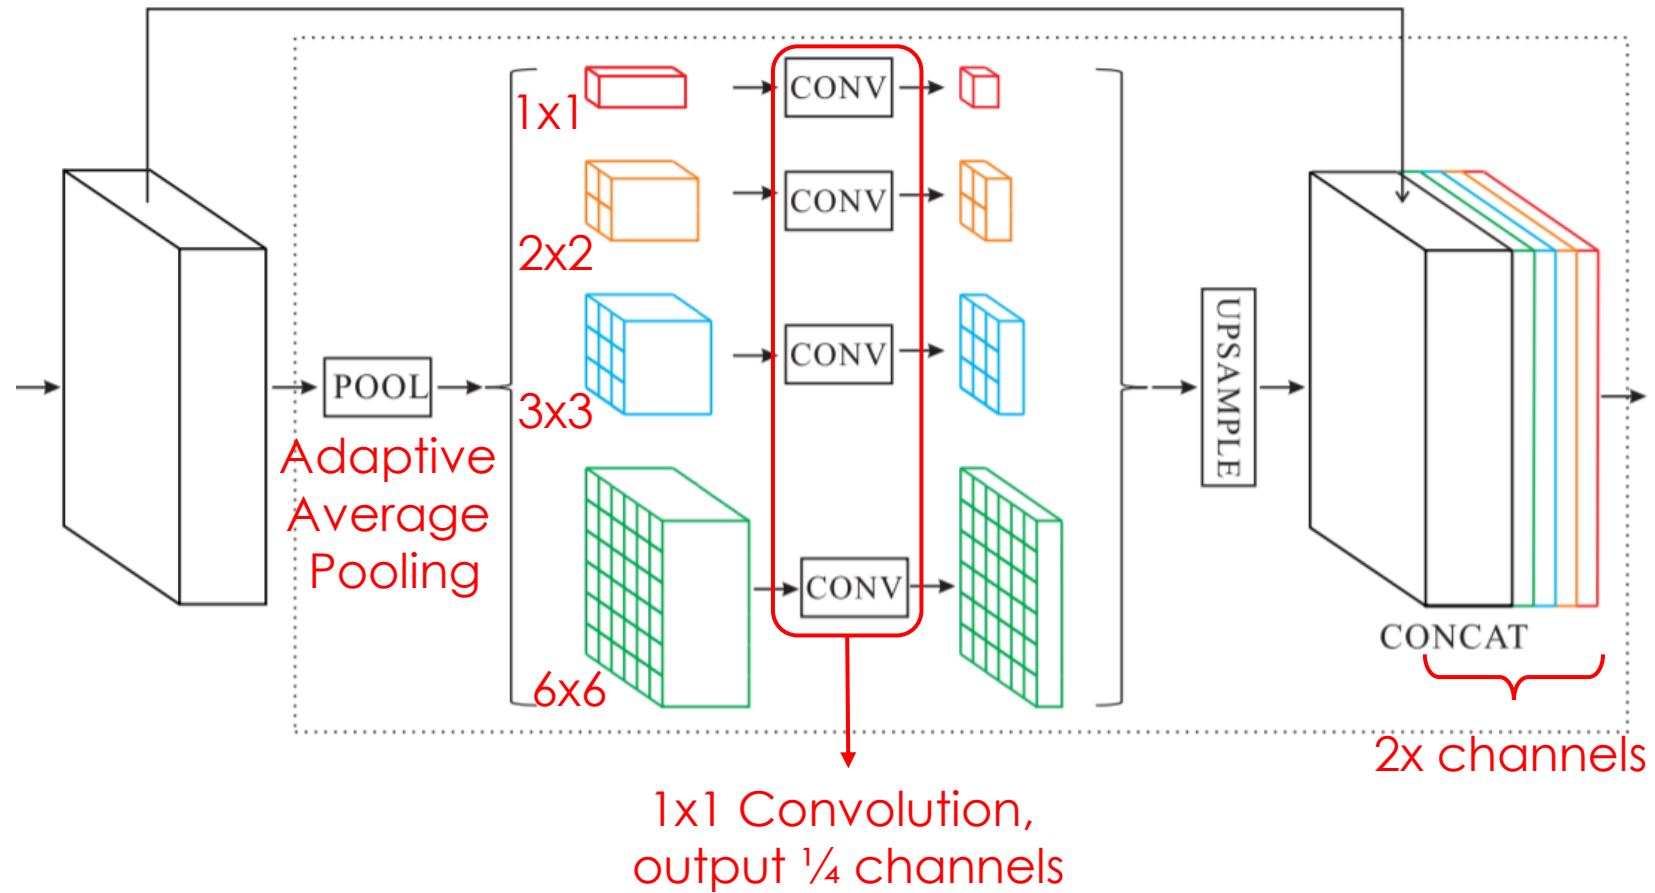 1x1
CONV
2x2
CONV
3x3
CONV
POOL
Adaptive
Average
Pooling
6x6
CONV
UPSAMPLE
CONCAT
2x channels
1x1 Convolution,
output ¼ channels